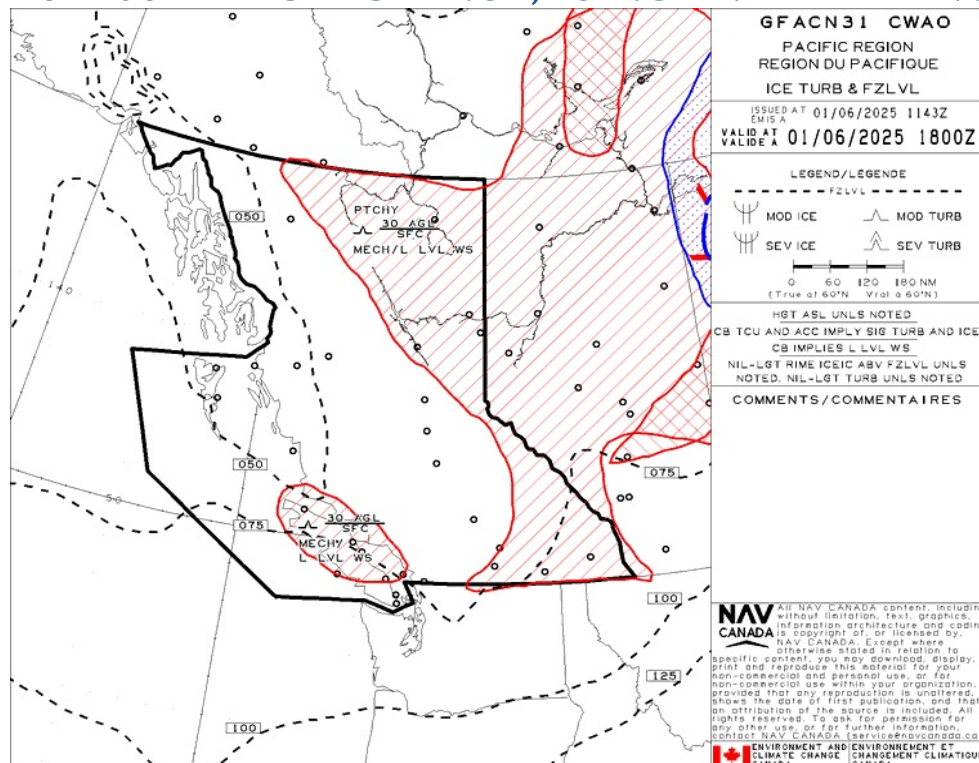 GFACN31 CWAO
PACIFIC REGION
REGION DU PACIFIQUE
ICE TURB & FZLVL
ISSUED AT 01/06/2025 1143Z
EMIS A
VALID AT 01/06/2025 1800Z
VALIDE A
LEGEND/LÉGENDE
FZLVL
MOD ICE
MOD TURB
SEV ICE
SEV TURB
0 60 120 180 NM
(True at 60°N Vrai à 60°N)
HGT ASL UNLS NOTED
CB TCU AND ACC IMPLY SIG TURB AND ICE
CB IMPLIES L LVL WS
NIL-LGT RIME ICEIC ABV FZLVL UNLS
NOTED. NIL-LGT TURB UNLS NOTED
COMMENTS/COMMENTAIRES
050
PTCHY
30 AGL
SFC
MECH/L LVL WS
140
050
50
075
30 AGL
SFC
MECH/
L LVL WS
075
100
125
100
NAV
CANADA
All NAV CANADA content, includin
without limitation, text, graphics,
information architecture and codin
is copyright of, or licensed by,
NAV CANADA. Except where
otherwise stated in relation to
specific content, you may download, display,
print and reproduce this material for your
non-commercial and personal use, or for
non-commercial use within your organization,
provided that any reproduction is unaltered,
shows the date of first publication, and that
an attribution of the source is included. All
rights reserved. To ask for permission for
any other use, or for further information,
contact NAV CANADA (service@navcanada.ca
ENVIRONMENT AND
CLIMATE CHANGE
CANADA
ENVIRONNEMENT ET
CHANGEMENT CLIMATIQU
CANADA